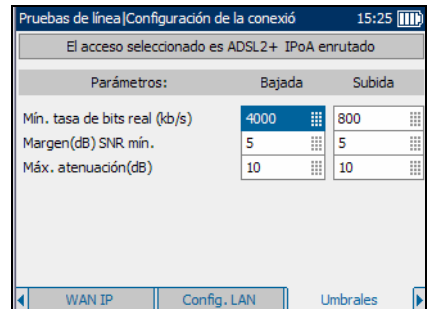 Pruebas de línea|Configuración de la conexió 15:25
El acceso seleccionado es ADSL2+ IPoA enrutado
Parámetros: Bajada Subida
Mín. tasa de bits real (kb/s) 4000 800
Margen(dB) SNR mín. 5 5
Máx. atenuación(dB) 10 10
WAN IP Config. LAN Umbrales